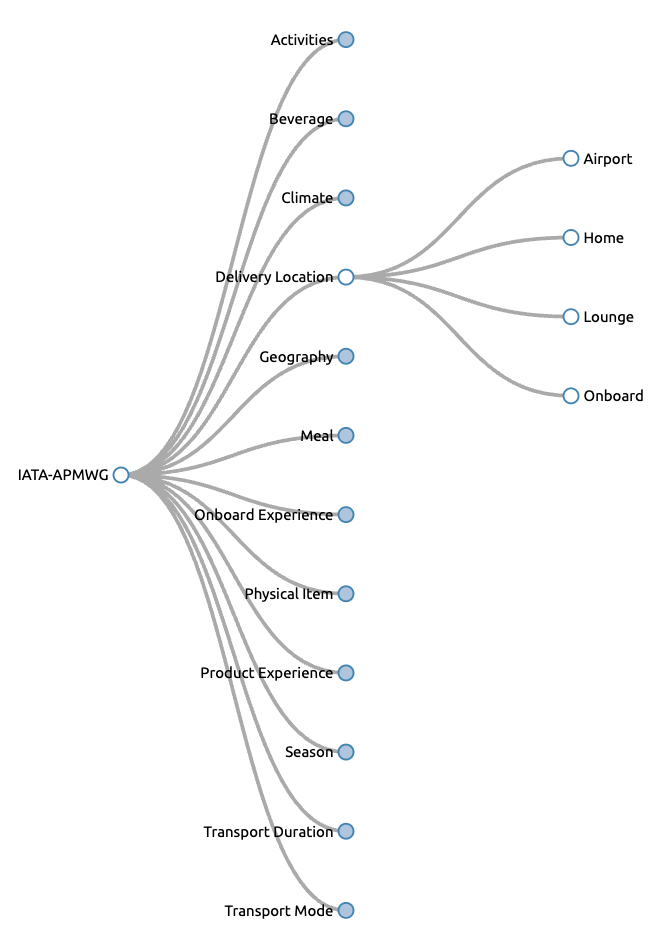 Activities
Beverage
Airport
Climate
Home
Delivery Location
Lounge
Geography
Onboard
Meal
IATA-APMWG
Onboard Experience
Physical Item
Product Experience
Season
Transport Duration
Transport Mode